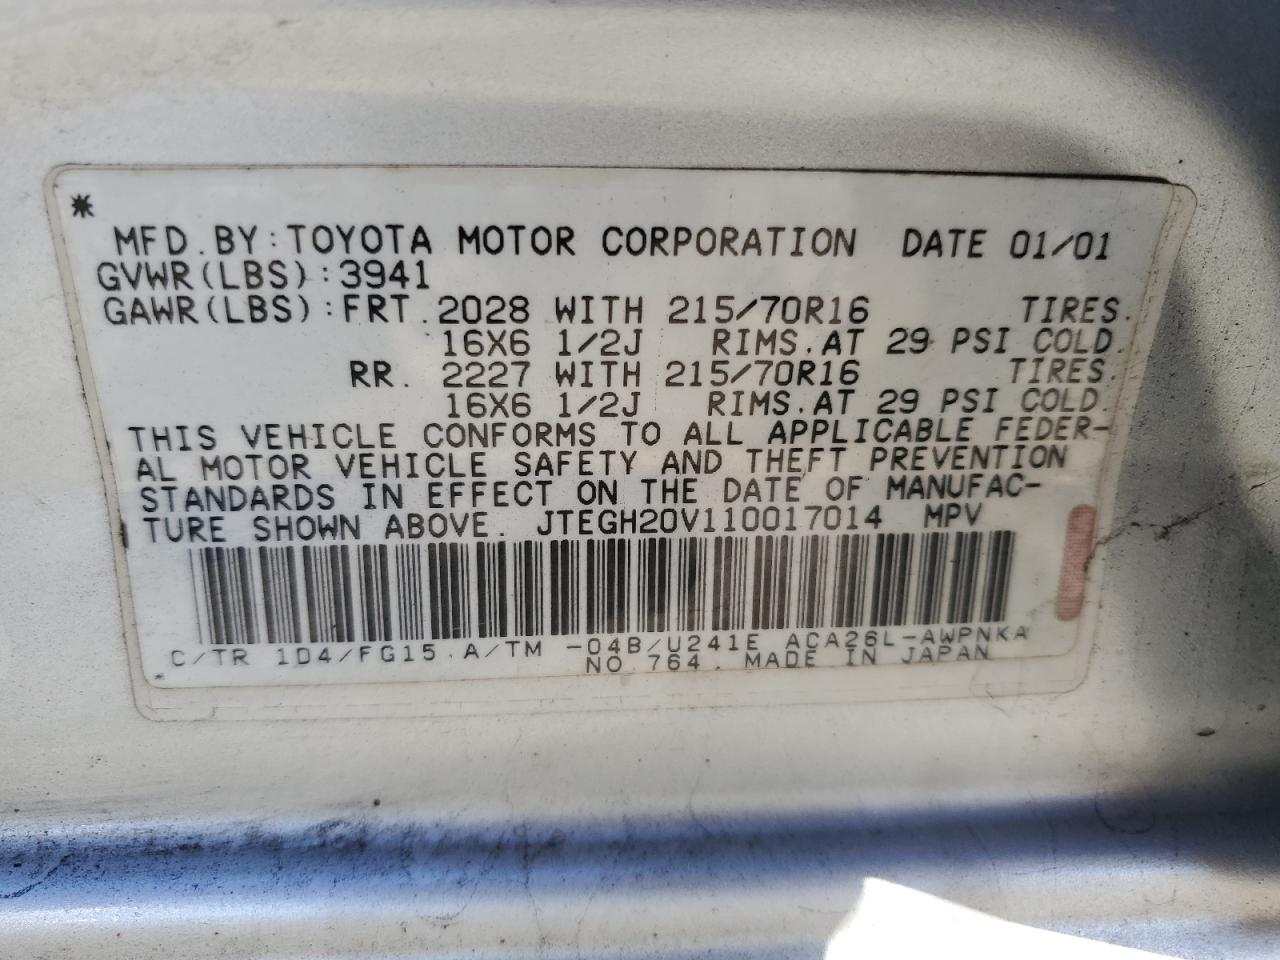 MFD.BY:TOYOTA MOTOR CORPORATION DATE 01/01
GVWR(LBS):3941
GAWR(LBS):FRT.2028 WITH 215/70R16 TIRES.
16X6 1/2J RIMS.AT 29 PSI COLD.
RR. 2227 WITH 215/70R16 TIRES.
16X6 1/2J RIMS.AT 29 PSI COLD.
THIS VEHICLE CONFORMS TO ALL APPLICABLE FEDER-
AL MOTOR VEHICLE SAFETY AND THEFT PREVENTION
STANDARDS IN EFFECT ON THE DATE OF MANUFAC-
TURE SHOWN ABOVE. JTEGH20V110017014 MPV
C/TR 1D4/FG15.A/TM -04B/U241E ACA26L-AWPNKA
NO.764. MADE IN JAPAN